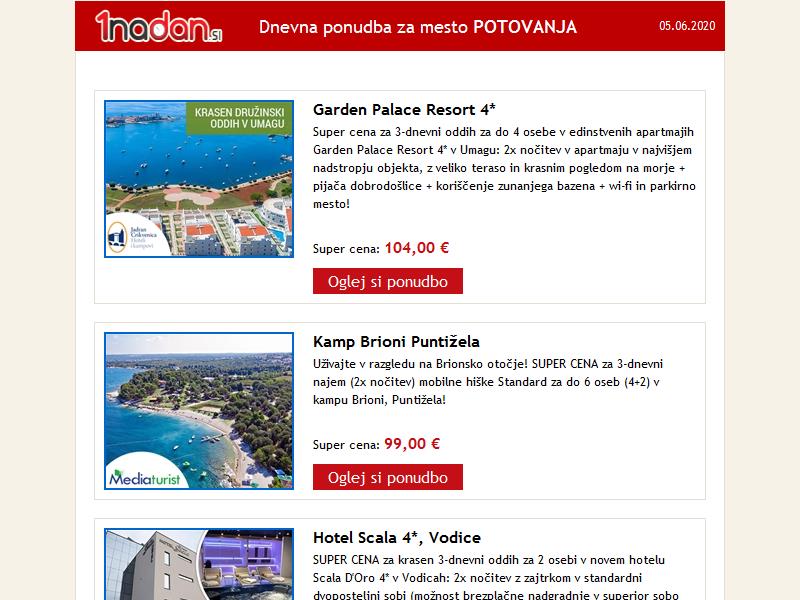 1nadan.si
Dnevna ponudba za mesto POTOVANJA
05.06.2020
KRASEN DRUŽINSKI
ODDIH V UMAGU
Jadran
Crikvenica
Hoteli
i kampovi
Garden Palace Resort 4*
Super cena za 3-dnevni oddih za do 4 osebe v edinstvenih apartmajih
Garden Palace Resort 4* v Umagu: 2x nočitev v apartmaju v najvišjem
nadstropju objekta, z veliko teraso in krasnim pogledom na morje +
pijača dobrodošlice + koriščenje zunanjega bazena + wi-fi in parkirno
mesto!
Super cena: 104,00 €
Oglej si ponudbo
Mediaturist
Kamp Brioni Puntižela
Uživajte v razgledu na Brionsko otočje! SUPER CENA za 3-dnevni
najem (2x nočitev) mobilne hiške Standard za do 6 oseb (4+2) v
kampu Brioni, Puntižela!
Super cena: 99,00 €
Oglej si ponudbo
HOTEL
Hotel Scala 4*, Vodice
SUPER CENA za krasen 3-dnevni oddih za 2 osebi v novem hotelu
Scala D'Oro 4* v Vodicah: 2x nočitev z zajtrkom v standardni
dvoposteljni sobi (možnost brezplačne nadgradnje v superior sobo